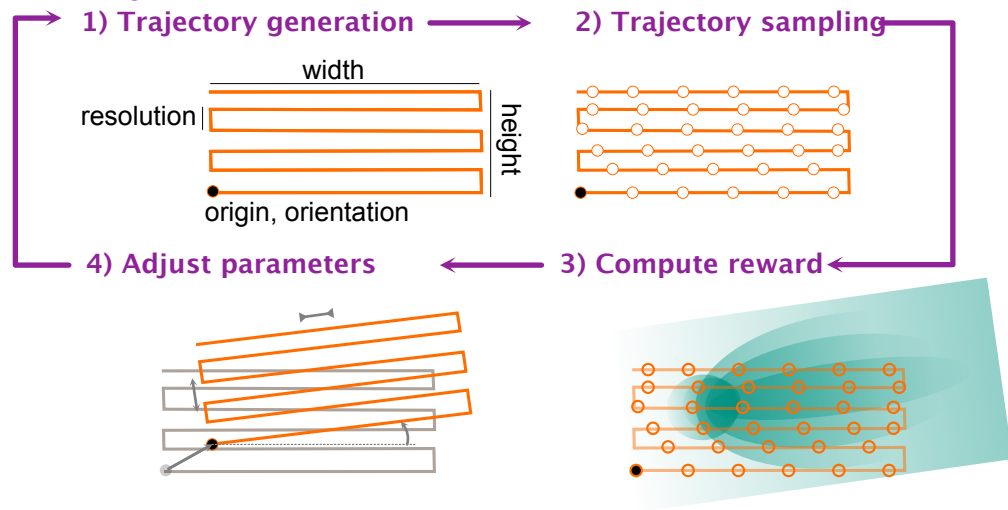 1) Trajectory generation
2) Trajectory sampling
width
resolution
height
origin, orientation
4) Adjust parameters
3) Compute reward